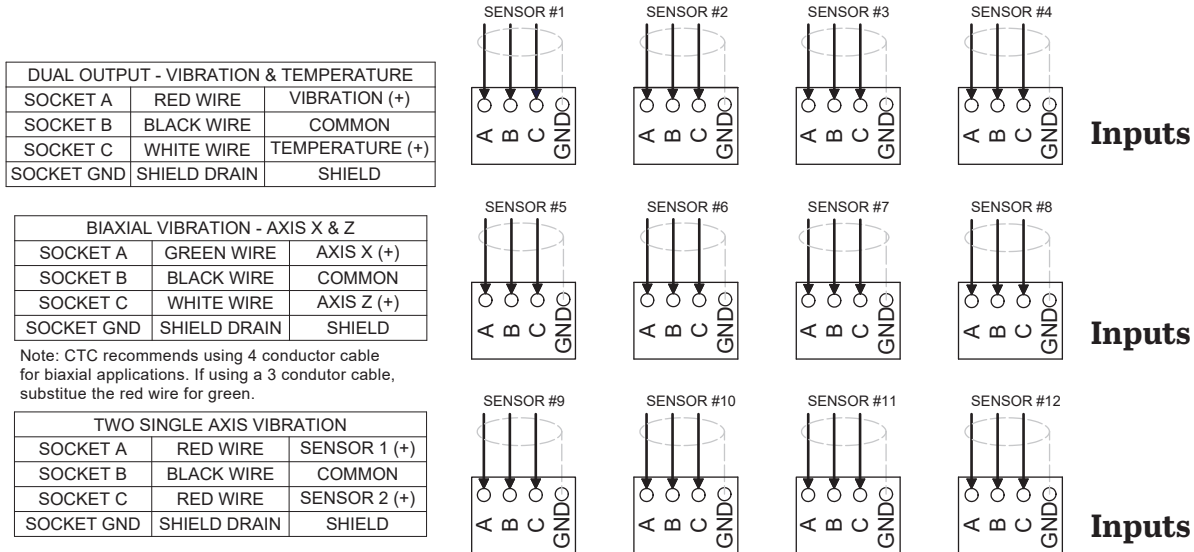 SENSOR #1 SENSOR #2 SENSOR #3 SENSOR #4
DUAL OUTPUT - VIBRATION & TEMPERATURE
SOCKET A RED WIRE VIBRATION (+)
SOCKET B BLACK WIRE COMMON
SOCKET C WHITE WIRE TEMPERATURE (+)
SOCKET GND SHIELD DRAIN SHIELD
A B C GND A B C GND A B C GND A B C GND
Inputs
SENSOR #5 SENSOR #6 SENSOR #7 SENSOR #8
BIAXIAL VIBRATION - AXIS X & Z
SOCKET A GREEN WIRE AXIS X (+)
SOCKET B BLACK WIRE COMMON
SOCKET C WHITE WIRE AXIS Z (+)
SOCKET GND SHIELD DRAIN SHIELD
A B C GND A B C GND A B C GND A B C GND
Inputs
Note: CTC recommends using 4 conductor cable
for biaxial applications. If using a 3 condutor cable,
substitue the red wire for green.
SENSOR #9 SENSOR #10 SENSOR #11 SENSOR #12
TWO SINGLE AXIS VIBRATION
SOCKET A RED WIRE SENSOR 1 (+)
SOCKET B BLACK WIRE COMMON
SOCKET C RED WIRE SENSOR 2 (+)
SOCKET GND SHIELD DRAIN SHIELD
A B C GND A B C GND A B C GND A B C GND
Inputs